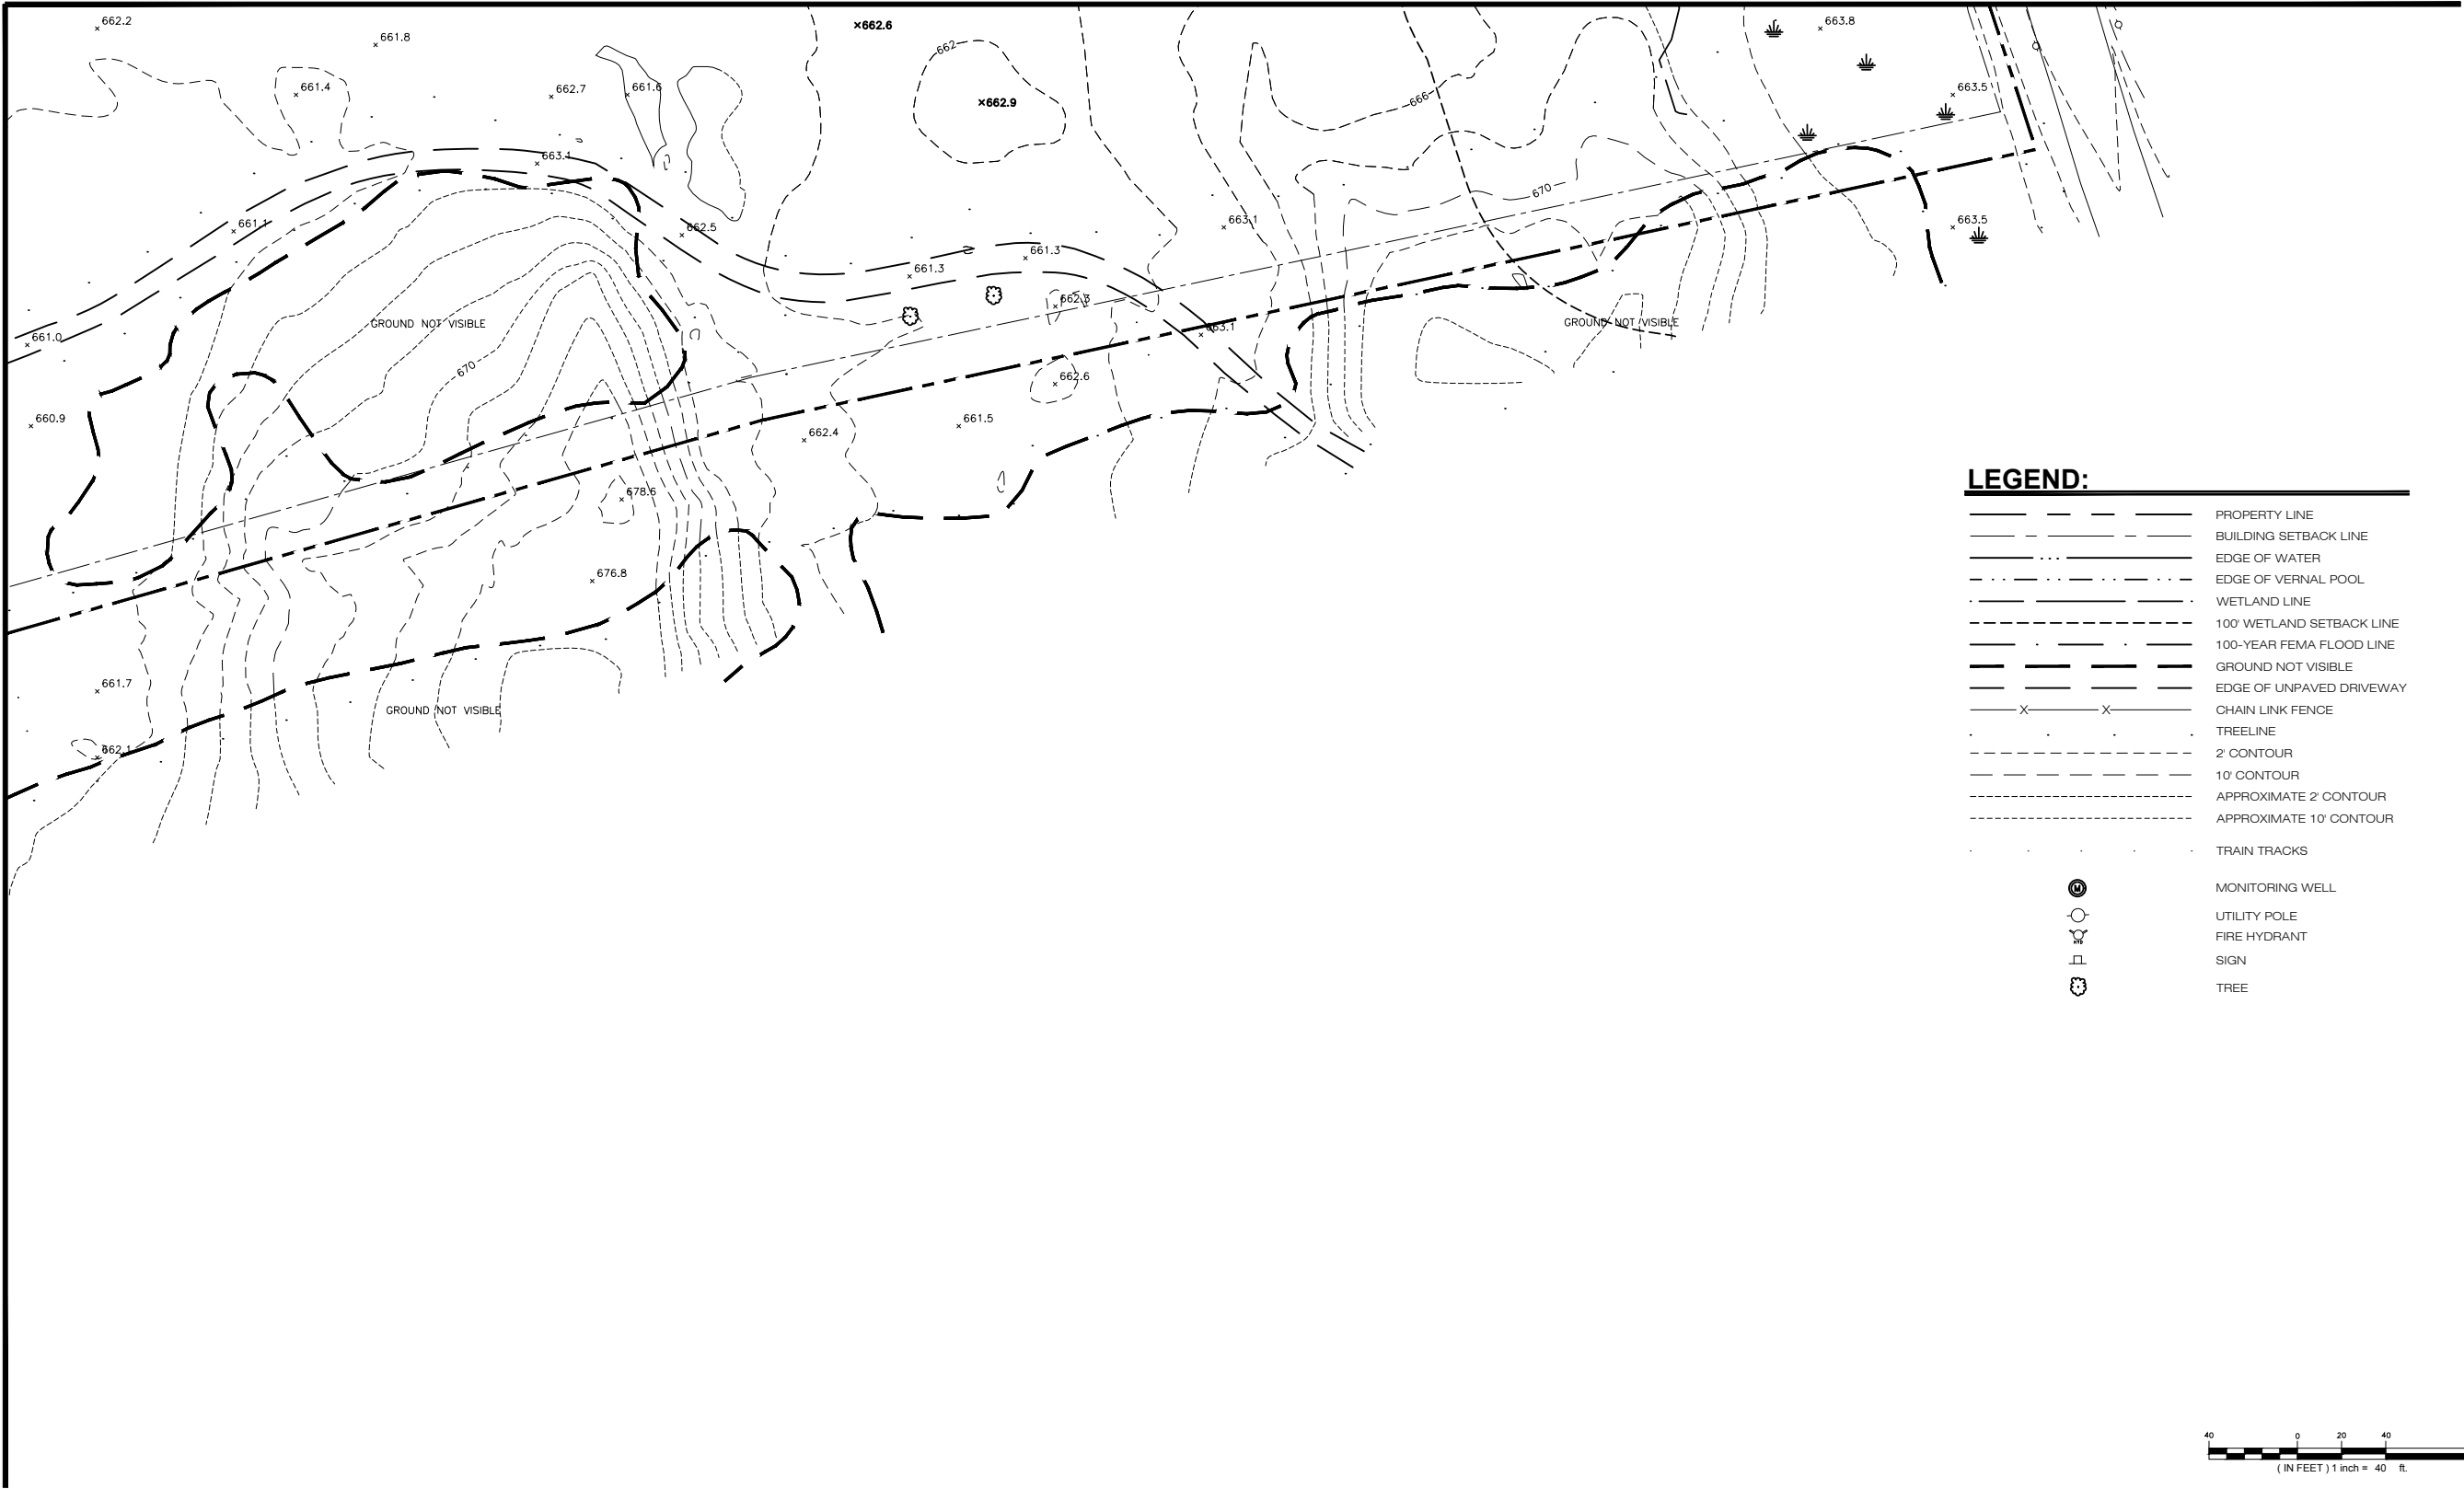 662.2
661.8
×662.6
663.8
662
661.4
662.7
661.6
×662.9
666
663.5
663.1
670
661.1
662.5
663.1
663.5
661.3
661.3
662.3
GROUND NOT VISIBLE
GROUND NOT VISIBLE
661.0
663.1
670
662.6
660.9
662.4
661.5
678.6
676.8
661.7
GROUND NOT VISIBLE
662.1
LEGEND:
PROPERTY LINE
BUILDING SETBACK LINE
EDGE OF WATER
EDGE OF VERNAL POOL
WETLAND LINE
100' WETLAND SETBACK LINE
100-YEAR FEMA FLOOD LINE
GROUND NOT VISIBLE
EDGE OF UNPAVED DRIVEWAY
X X CHAIN LINK FENCE
TREELINE
2' CONTOUR
10' CONTOUR
APPROXIMATE 2' CONTOUR
APPROXIMATE 10' CONTOUR
TRAIN TRACKS
M MONITORING WELL
UTILITY POLE
HYD FIRE HYDRANT
SIGN
TREE
40 0 20 40
( IN FEET ) 1 inch = 40 ft.